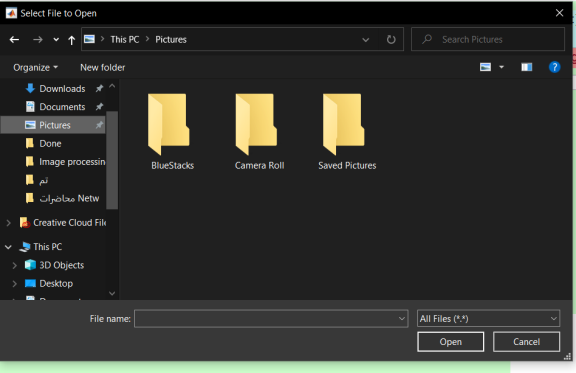 Select File to Open
This PC > Pictures
Search Pictures
Organize
New folder
Downloads
Documents
Pictures
Done
Image processin
تم
محاضرات Netw
Creative Cloud File
This PC
3D Objects
Desktop
BlueStacks
Camera Roll
Saved Pictures
File name:
All Files (*.*)
Open
Cancel